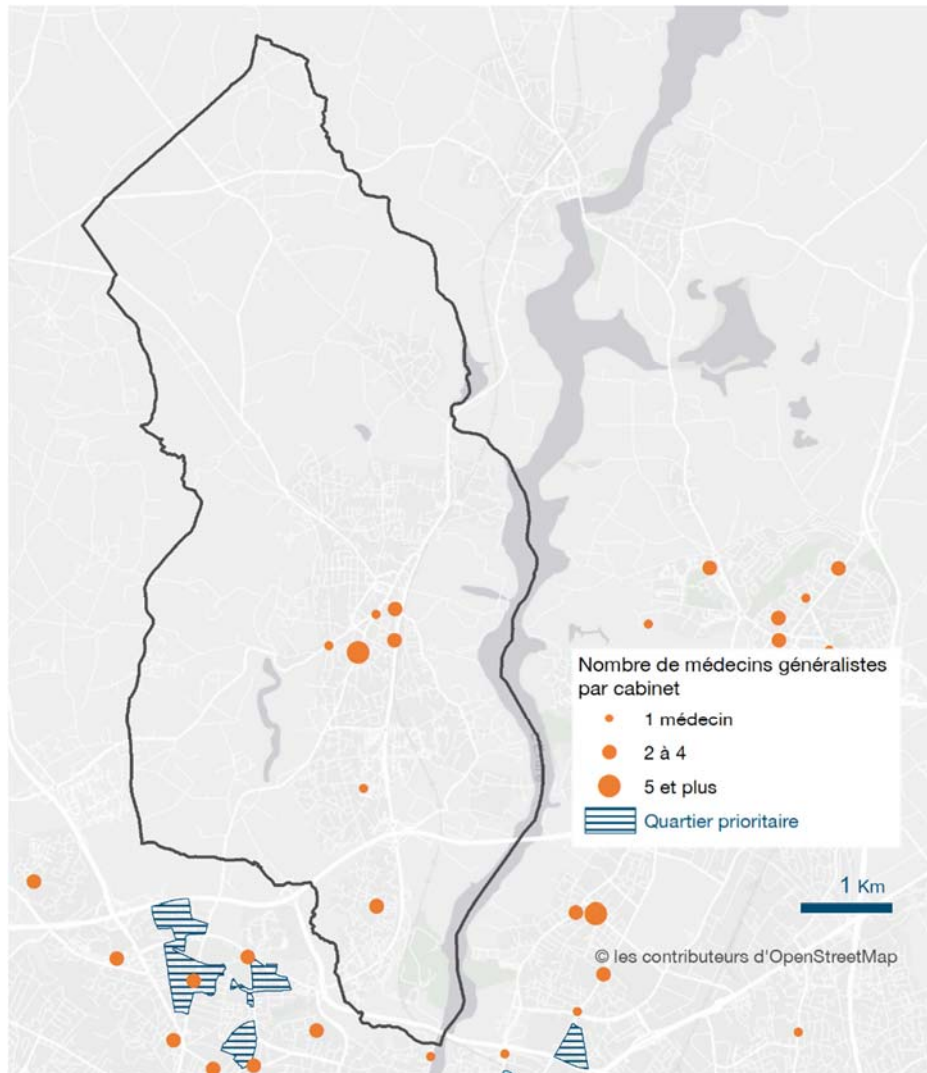 Nombre de médecins généralistes
par cabinet
1 médecin
2 à 4
5 et plus
Quartier prioritaire
1 Km
© les contributeurs d'OpenStreetMap